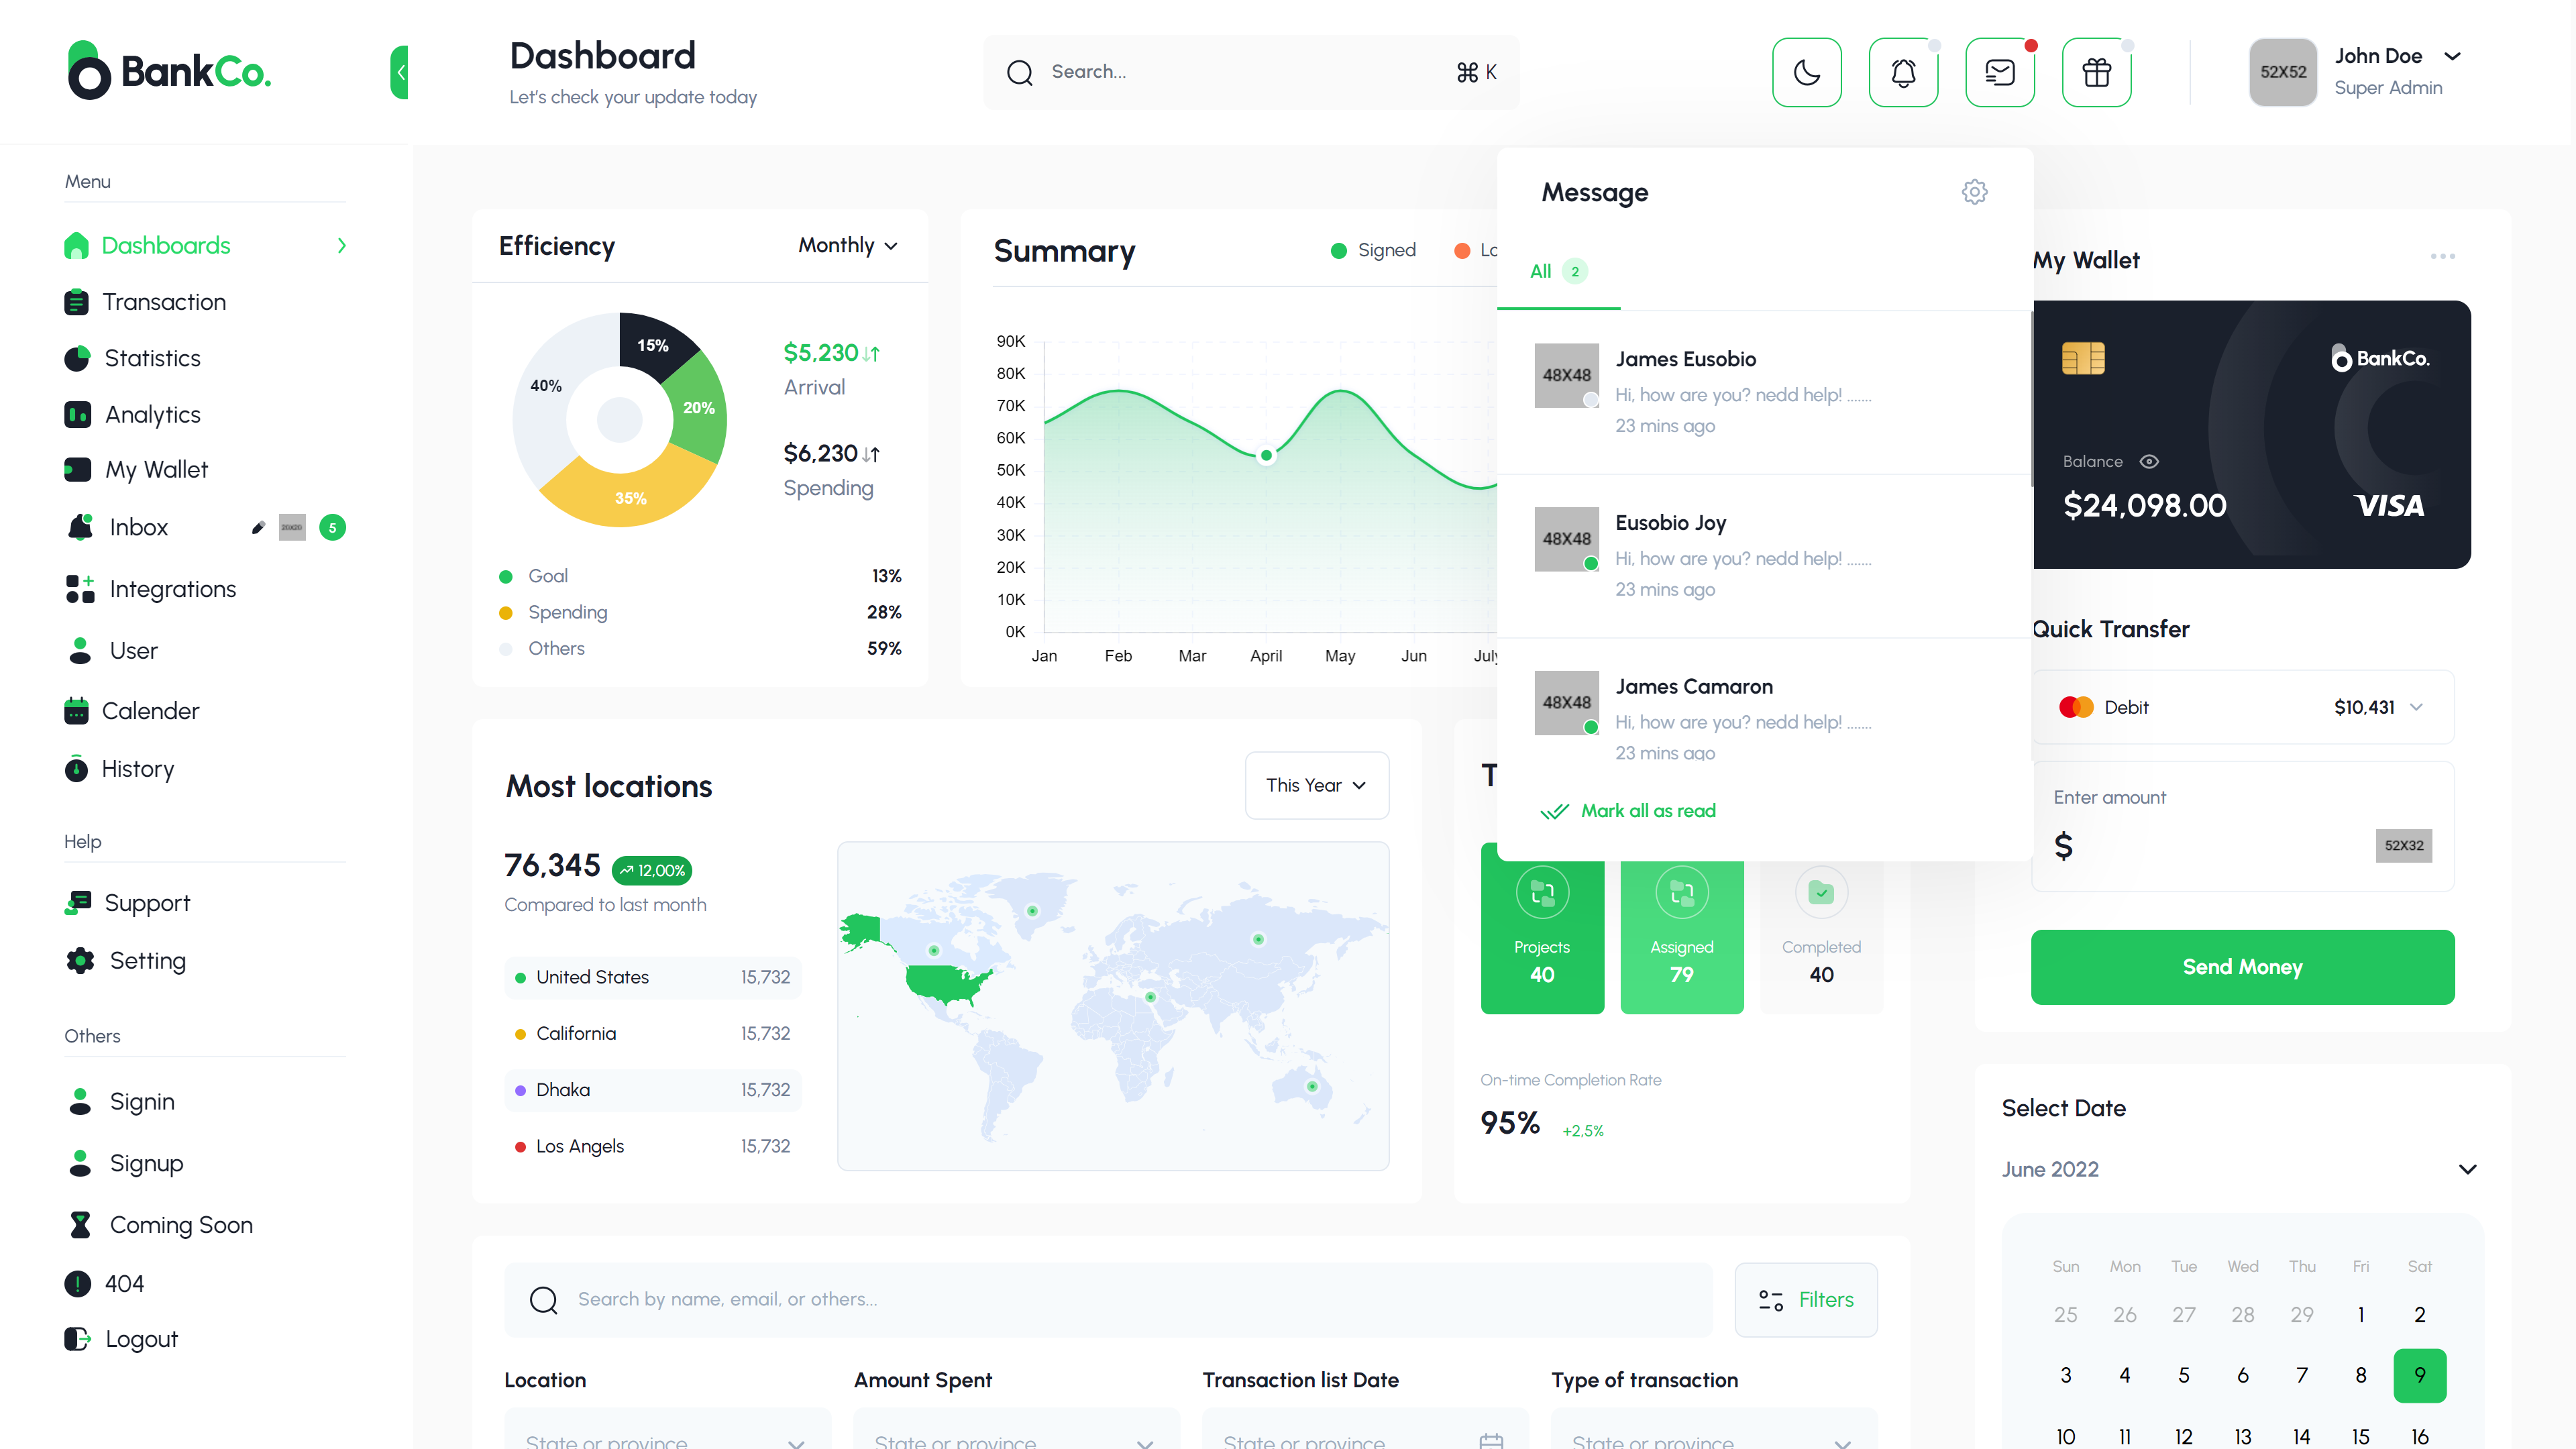 BankCo.
Dashboard
Let's check your update today
Search...
⌘ K
52X52
John Doe
Super Admin
Menu
Dashboards
Transaction
Statistics
Analytics
My Wallet
Inbox
20X20
5
Integrations
User
Calender
History
Help
Support
Setting
Others
Signin
Signup
Coming Soon
404
Logout
Efficiency
Monthly
15%
20%
35%
40%
$5,230
Arrival
$6,230
Spending
Goal 13%
Spending 28%
Others 59%
Summary
Signed
Lo
90K
80K
70K
60K
50K
40K
30K
20K
10K
0K
Jan Feb Mar April May Jun July
Message
All 2
48X48
James Eusobio
Hi, how are you? nedd help! .......
23 mins ago
48X48
Eusobio Joy
Hi, how are you? nedd help! .......
23 mins ago
48X48
James Camaron
Hi, how are you? nedd help! .......
23 mins ago
Mark all as read
My Wallet
BankCo.
Balance
$24,098.00
VISA
Quick Transfer
Debit $10,431
Enter amount
$
52X32
Send Money
Most locations
This Year
76,345
12,00%
Compared to last month
United States 15,732
California 15,732
Dhaka 15,732
Los Angels 15,732
T
Projects
40
Assigned
79
Completed
40
On-time Completion Rate
95% +2,5%
Select Date
June 2022
Sun Mon Tue Wed Thu Fri Sat
25 26 27 28 29 1 2
3 4 5 6 7 8 9
10 11 12 13 14 15 16
Search by name, email, or others...
Filters
Location
State or province
Amount Spent
State or province
Transaction list Date
State or province
Type of transaction
State or province